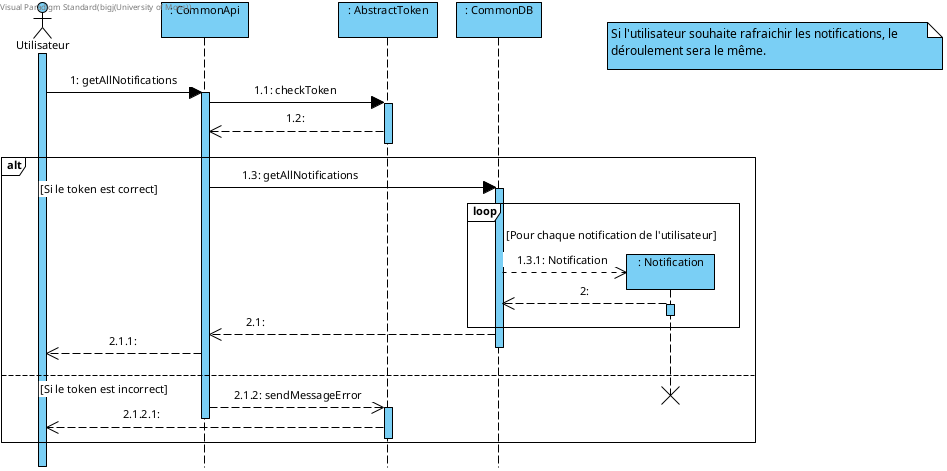 Visual Paradigm Standard(bigj(University of
: CommonApi
: AbstractToken
: CommonDB
Si l'utilisateur souhaite rafraichir les notifications, le
déroulement sera le même.
Utilisateur
1: getAllNotifications
1.1: checkToken
1.2:
alt
[Si le token est correct]
1.3: getAllNotifications
loop
[Pour chaque notification de l'utilisateur]
1.3.1: Notification
: Notification
2:
2.1:
2.1.1:
[Si le token est incorrect]
2.1.2: sendMessageError
2.1.2.1: